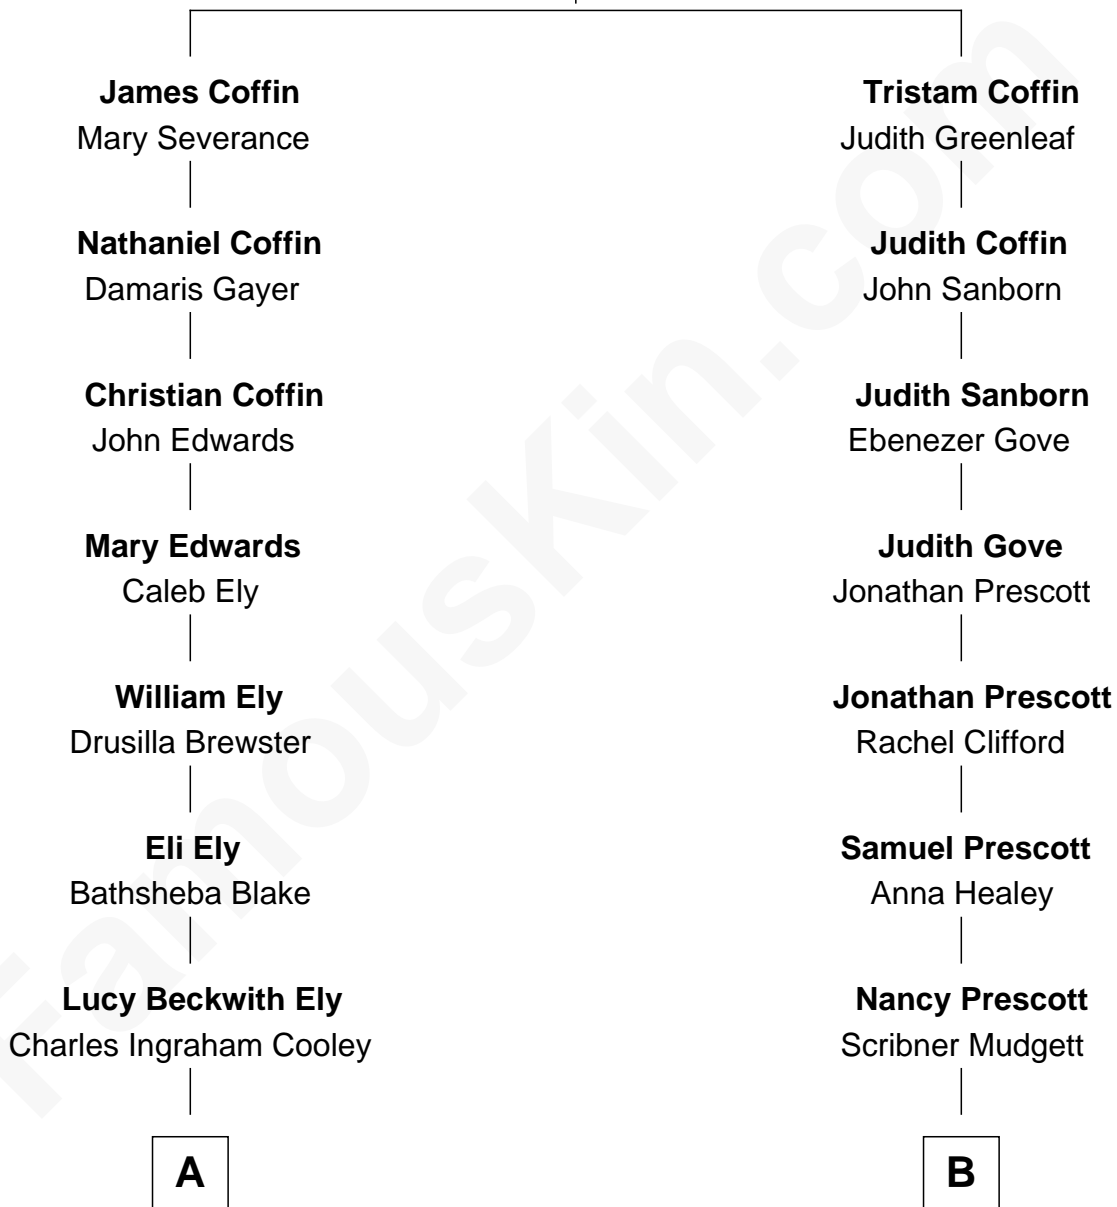 James Coffin
Mary Severance
Nathaniel Coffin
Damaris Gayer
Christian Coffin
John Edwards
Mary Edwards
Caleb Ely
William Ely
Drusilla Brewster
Eli Ely
Bathsheba Blake
Lucy Beckwith Ely
Charles Ingraham Cooley
A
Tristam Coffin
Judith Greenleaf
Judith Coffin
John Sanborn
Judith Sanborn
Ebenezer Gove
Judith Gove
Jonathan Prescott
Jonathan Prescott
Rachel Clifford
Samuel Prescott
Anna Healey
Nancy Prescott
Scribner Mudgett
B
FamousKin.com